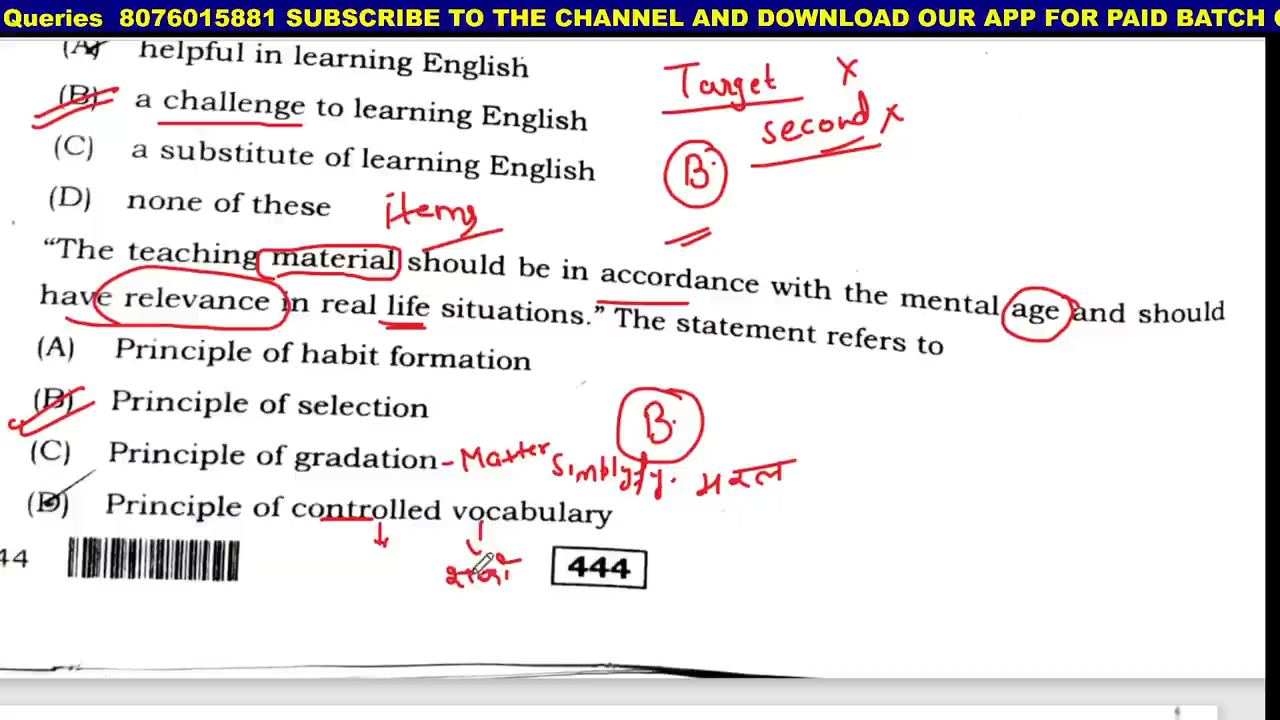 Queries 8076015881 SUBSCRIBE TO THE CHANNEL AND DOWNLOAD OUR APP FOR PAID BATCH
(A) helpful in learning English
(B) a challenge to learning English
(C) a substitute of learning English
(D) none of these
Target x
second x
B.
items
“The teaching material should be in accordance with the mental age and should
have relevance in real life situations.” The statement refers to
(A) Principle of habit formation
(B) Principle of selection
B.
(C) Principle of gradation - Matter Simblyfy. सरल
(D) Principle of controlled vocabulary
44
444